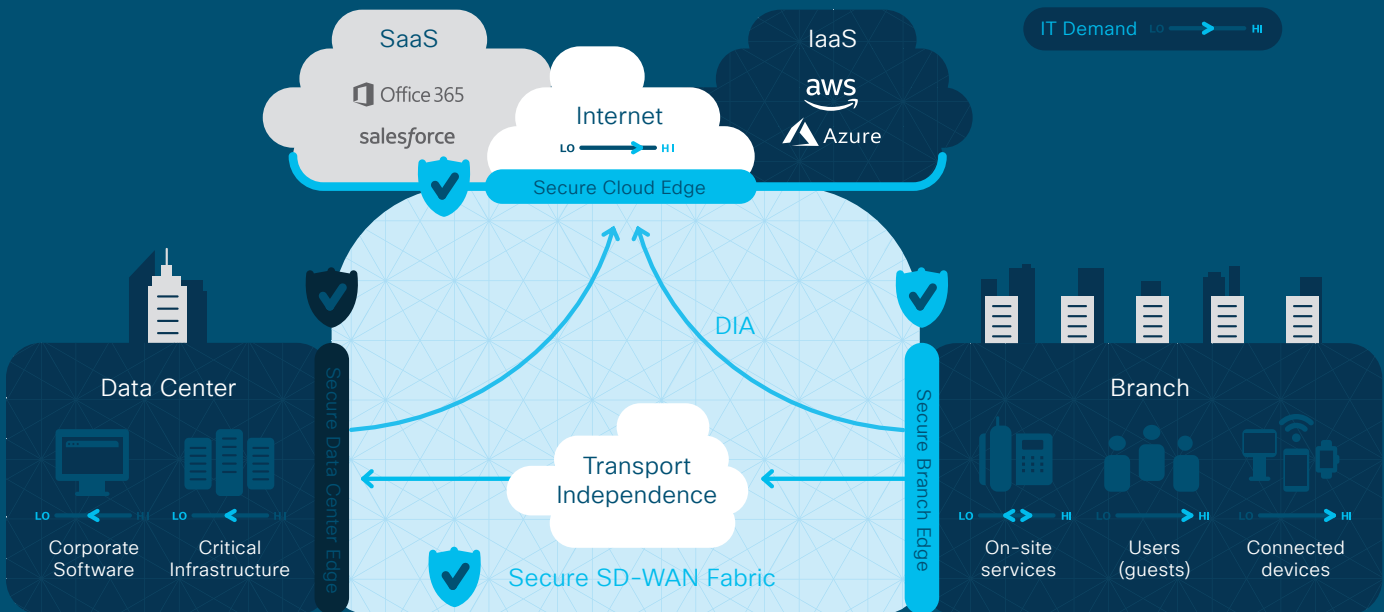 SaaS
Office 365
salesforce
Internet
LO HI
Secure Cloud Edge
IaaS
aws
Azure
IT Demand LO HI
DIA
Data Center
LO HI
Corporate
Software
LO HI
Critical
Infrastructure
Secure Data Center Edge
Transport
Independence
Secure SD-WAN Fabric
Secure Branch Edge
Branch
LO HI
On-site
services
LO HI
Users
(guests)
LO HI
Connected
devices